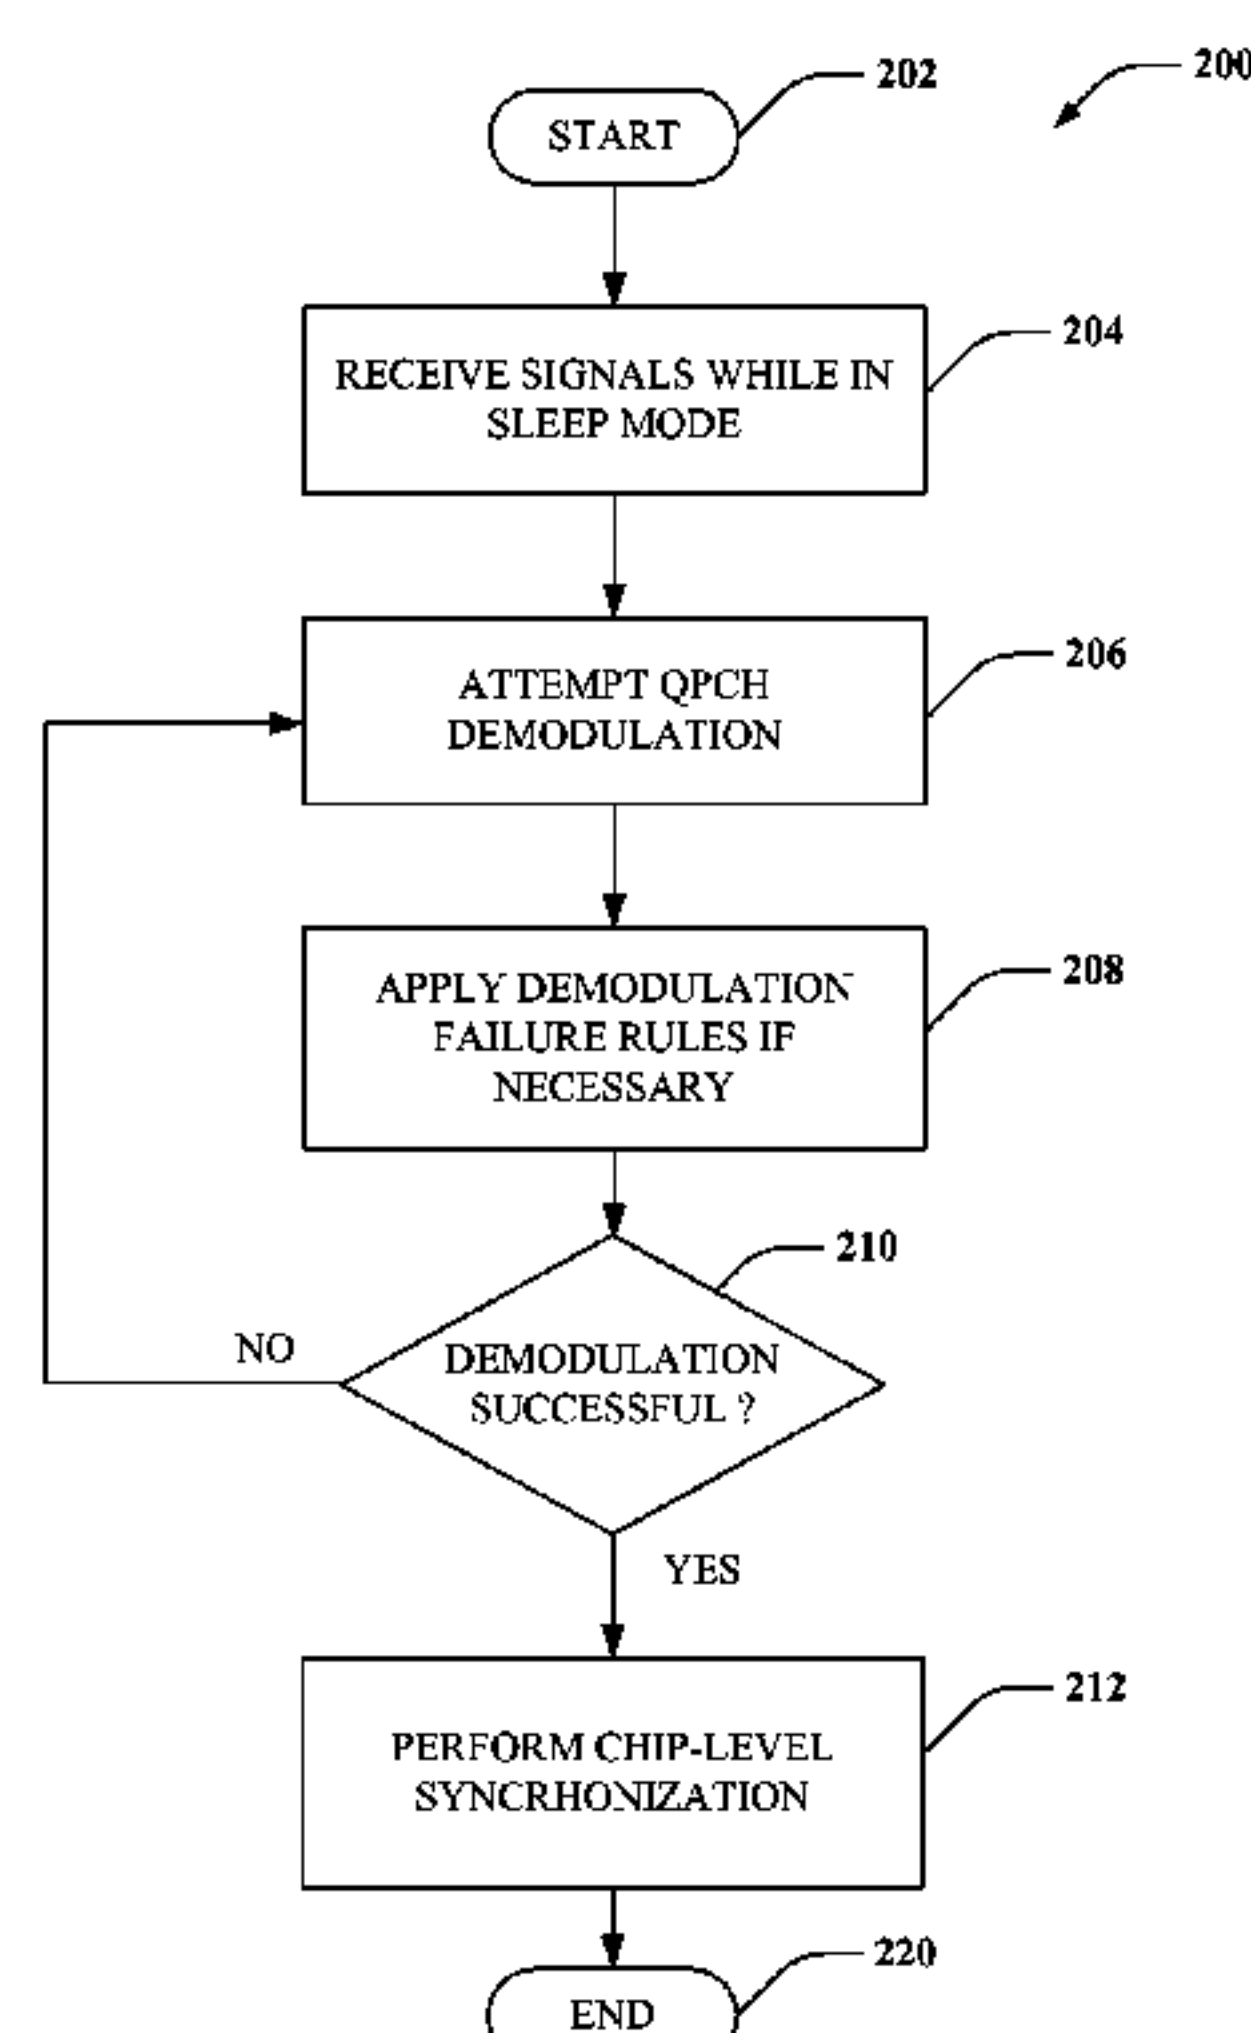 200
202
START
204
RECEIVE SIGNALS WHILE IN
SLEEP MODE
206
ATTEMPT QPCH
DEMODULATION
208
APPLY DEMODULATION
FAILURE RULES IF
NECESSARY
210
DEMODULATION
SUCCESSFUL ?
NO
YES
212
PERFORM CHIP-LEVEL
SYNCRHONIZATION
220
END